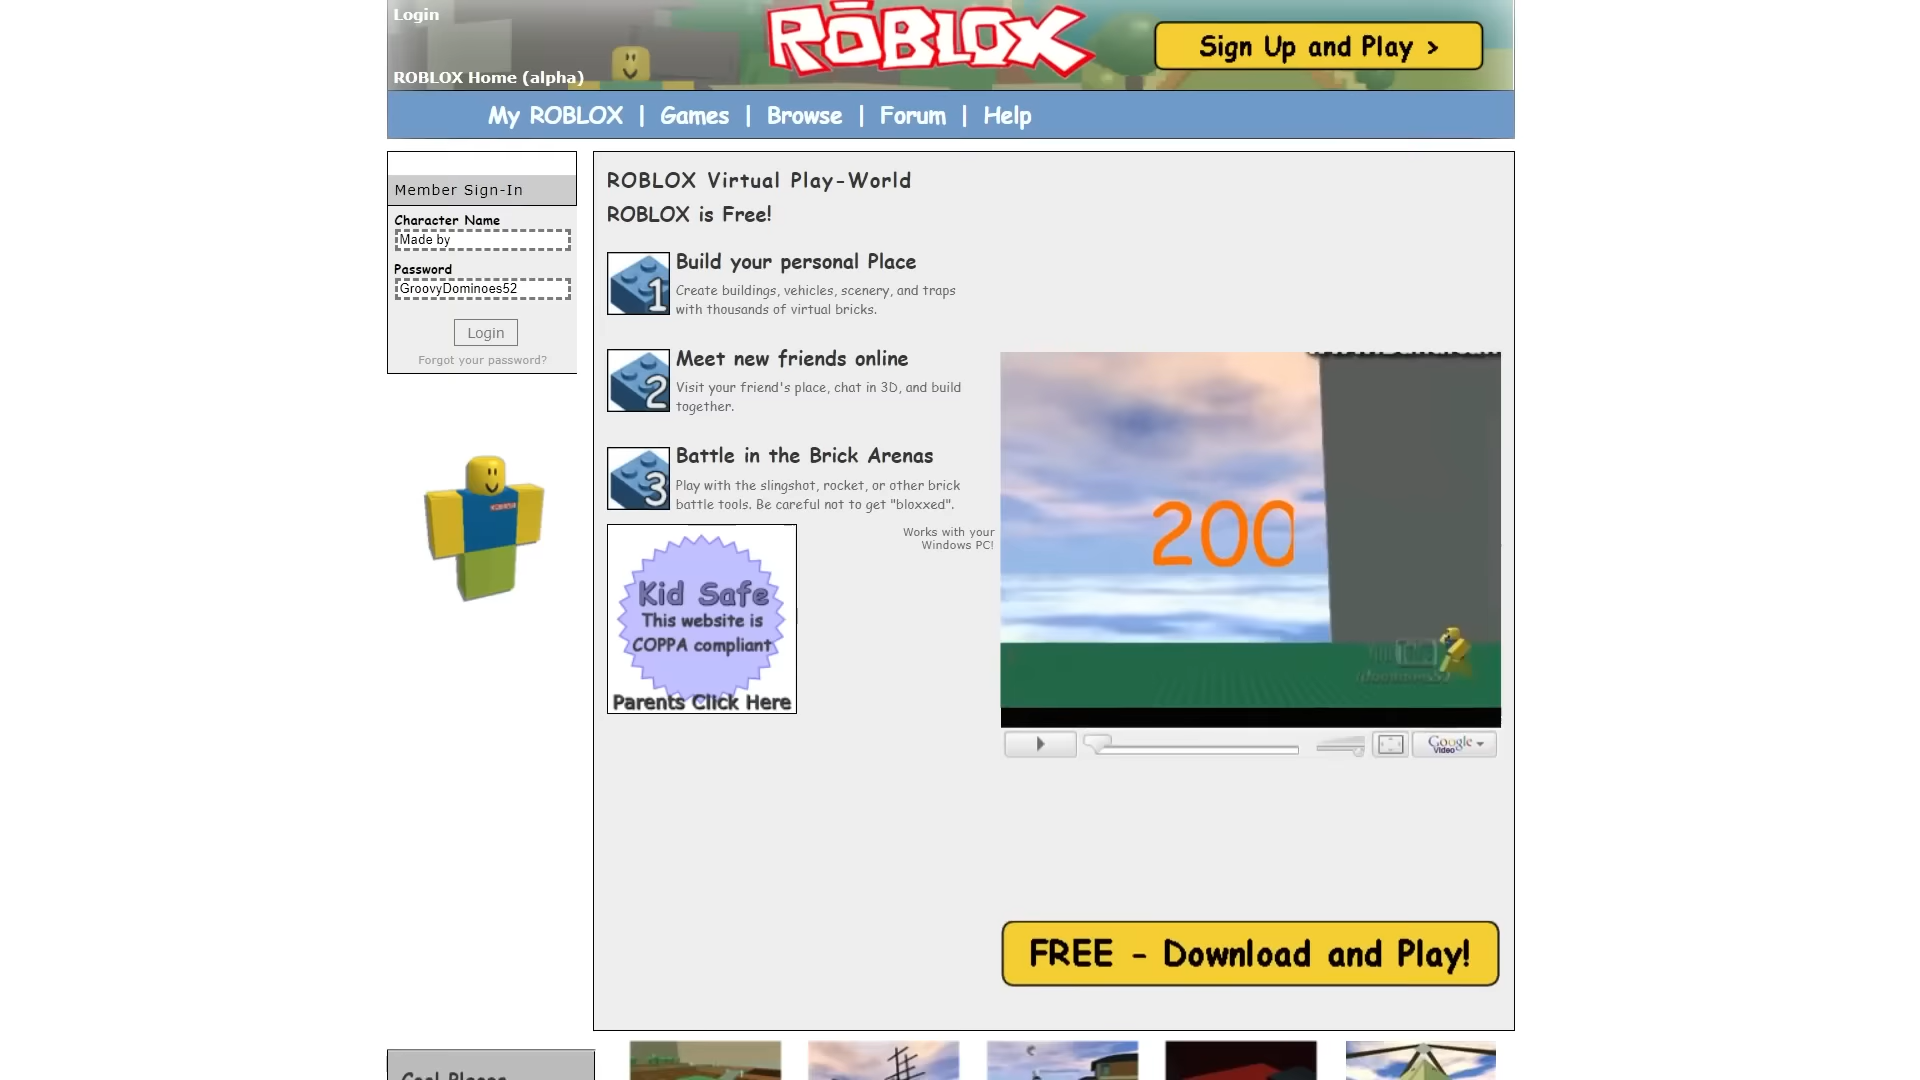 Login
ROBLOX
Sign Up and Play >
ROBLOX Home (alpha)
My ROBLOX | Games | Browse | Forum | Help
Member Sign-In
Character Name
Made by
Password
GroovyDominoes52
Login
Forgot your password?
ROBLOX Virtual Play-World
ROBLOX is Free!
1
Build your personal Place
Create buildings, vehicles, scenery, and traps
with thousands of virtual bricks.
2
Meet new friends online
Visit your friend's place, chat in 3D, and build
together.
3
Battle in the Brick Arenas
Play with the slingshot, rocket, or other brick
battle tools. Be careful not to get "bloxxed".
Works with your
Windows PC!
Kid Safe
This website is
COPPA compliant
Parents Click Here
200
Google
Video
FREE - Download and Play!
Cool Places